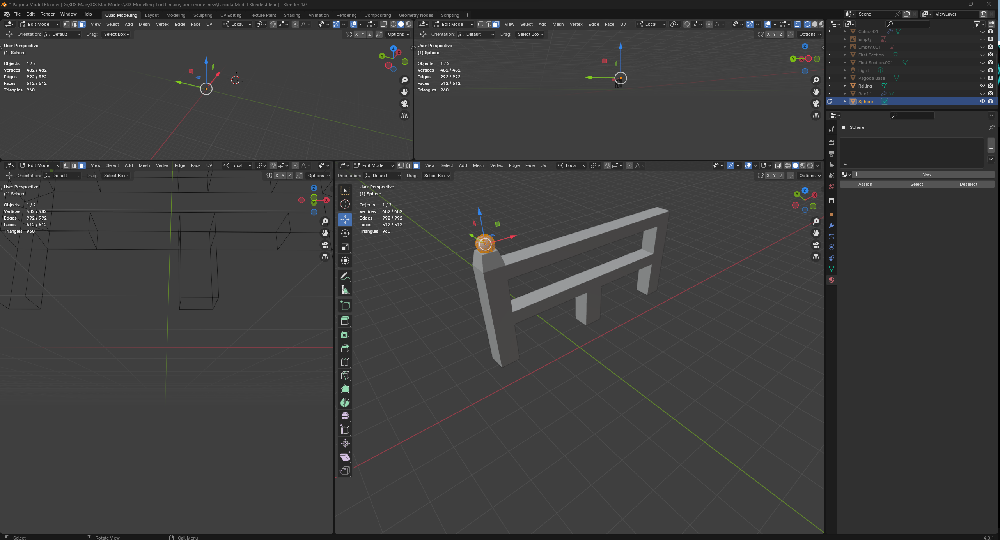 * Pagoda Model Blender [D:\3DS Max\3DS Max Models\3D_Modelling_Port1-main\Lamp model new\Pagoda Model Blender.blend] - Blender 4.0
File Edit Render Window Help Quad Modelling Layout Modeling Sculpting UV Editing Texture Paint Shading Animation Rendering Compositing Geometry Nodes Scripting + Scene ViewLayer
Edit Mode View Select Add Mesh Vertex Edge Face UV Local
Orientation: Default Drag: Select Box X Y Z Options
User Perspective
(1) Sphere
Objects 1 / 2
Vertices 482 / 482
Edges 992 / 992
Faces 512 / 512
Triangles 960
Z
X
Y
Edit Mode View Select Add Mesh Vertex Edge Face UV Local
Orientation: Default Drag: Select Box X Y Z Options
User Perspective
(1) Sphere
Objects 1 / 2
Vertices 482 / 482
Edges 992 / 992
Faces 512 / 512
Triangles 960
Z
Y X
Cube.001
Empty
Empty.001
First Section
First Section.001
Light
Pagoda Base
Railing
Roof 1
Sphere
Sphere
+
−
+ New
Assign Select Deselect
Edit Mode View Select Add Mesh Vertex Edge Face UV Local
Orientation: Default Drag: Select Box X Y Z Options
User Perspective
(1) Sphere
Objects 1 / 2
Vertices 482 / 482
Edges 992 / 992
Faces 512 / 512
Triangles 960
Z
X
Y
Edit Mode View Select Add Mesh Vertex Edge Face UV Local
Orientation: Default Drag: Select Box X Y Z Options
User Perspective
(1) Sphere
Objects 1 / 2
Vertices 482 / 482
Edges 992 / 992
Faces 512 / 512
Triangles 960
Z
Y X
Select Rotate View Call Menu 4.0.1